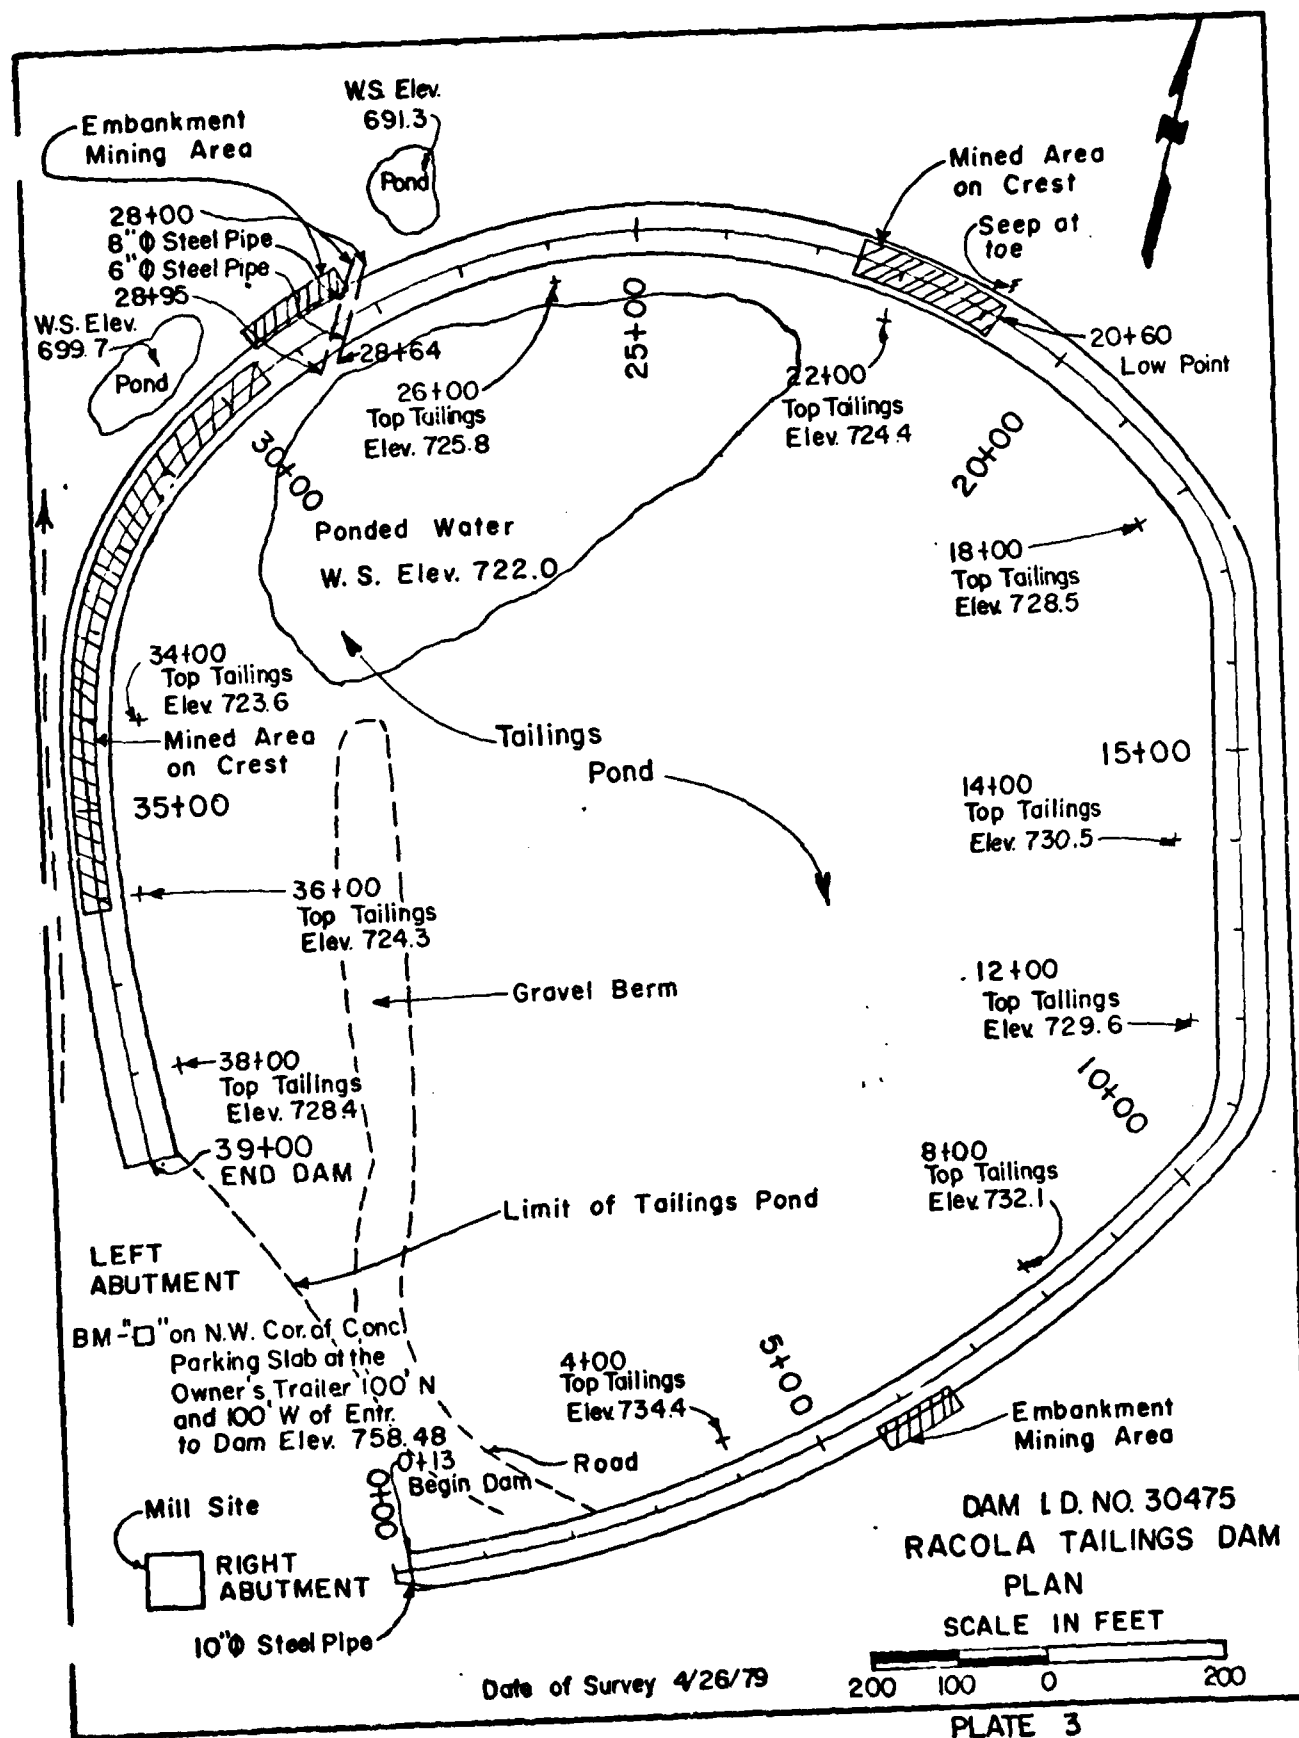 W.S. Elev.
691.3
Pond
Embankment
Mining Area
28+00
8"Φ Steel Pipe
6"Φ Steel Pipe
28+95
W.S. Elev.
699.7
Pond
28+64
26+00
Top Tailings
Elev. 725.8
25+00
Mined Area
on Crest
Seep at
toe
20+60
Low Point
22+00
Top Tailings
Elev. 724.4
20+00
30+00
Ponded Water
W. S. Elev. 722.0
18+00
Top Tailings
Elev. 728.5
34+00
Top Tailings
Elev. 723.6
Mined Area
on Crest
35+00
Tailings
Pond
15+00
14+00
Top Tailings
Elev. 730.5
36+00
Top Tailings
Elev. 724.3
Gravel Berm
12+00
Top Tailings
Elev. 729.6
10+00
38+00
Top Tailings
Elev. 728.4
39+00
END DAM
8+00
Top Tailings
Elev. 732.1
Limit of Tailings Pond
LEFT
ABUTMENT
BM-"□" on N.W. Cor. of Conc.
Parking Slab at the
Owner's Trailer 100' N
and 100' W of Entr.
to Dam Elev. 758.48
4+00
Top Tailings
Elev. 734.4
5+00
Embankment
Mining Area
0+13
Begin Dam
Road
0+00
Mill Site
RIGHT
ABUTMENT
10"Φ Steel Pipe
DAM I.D. NO. 30475
RACOLA TAILINGS DAM
PLAN
SCALE IN FEET
200 100 0 200
Date of Survey 4/26/79
PLATE 3
N